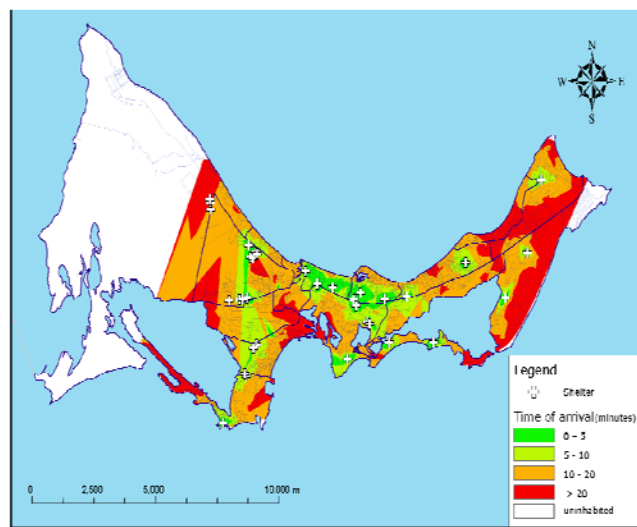 N
W E
S
Legend
Shelter
Time of arrival(minutes)
0 – 5
5 - 10
10 - 20
> 20
uninhabited
0 2,500 5,000 10,000 m